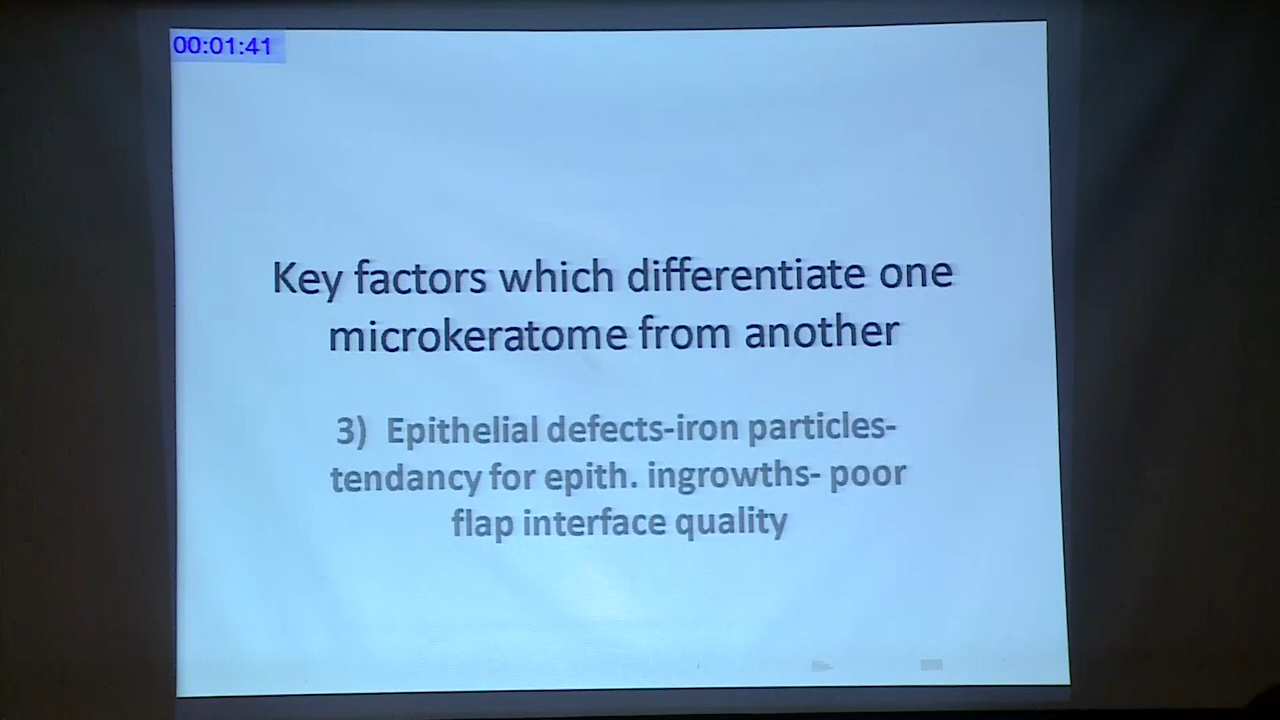 00:01:41
Key factors which differentiate one
microkeratome from another
3) Epithelial defects-iron particles-
tendancy for epith. ingrowths- poor
flap interface quality